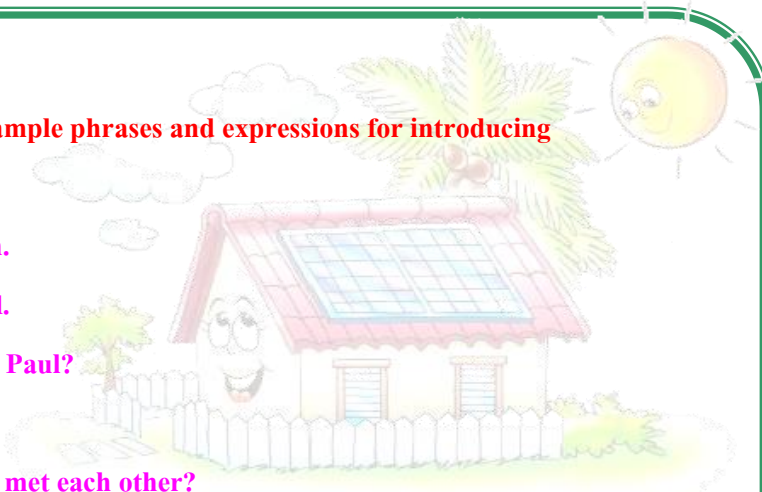 ample phrases and expressions for introducing
.
.
Paul?
met each other?